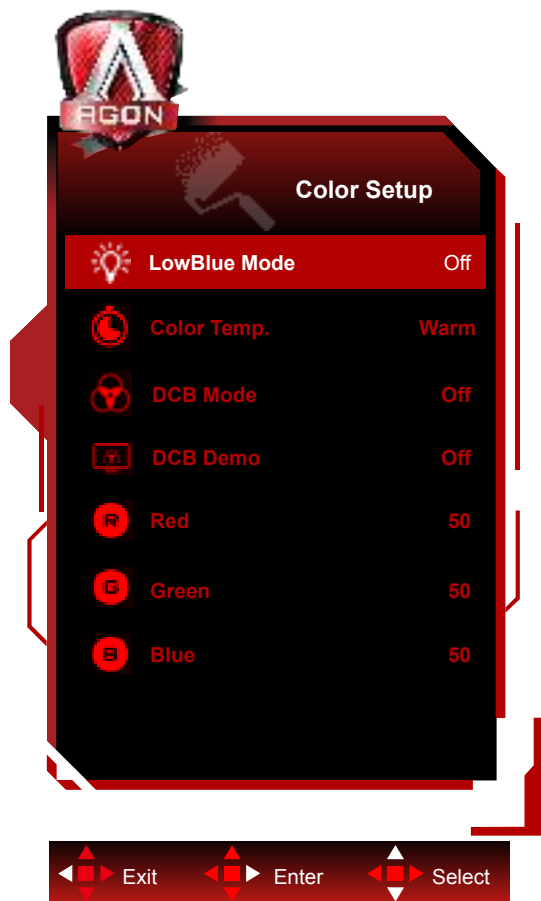 AGON
Color Setup
LowBlue Mode Off
Color Temp. Warm
DCB Mode Off
DCB Demo Off
R Red 50
G Green 50
B Blue 50
Exit Enter Select